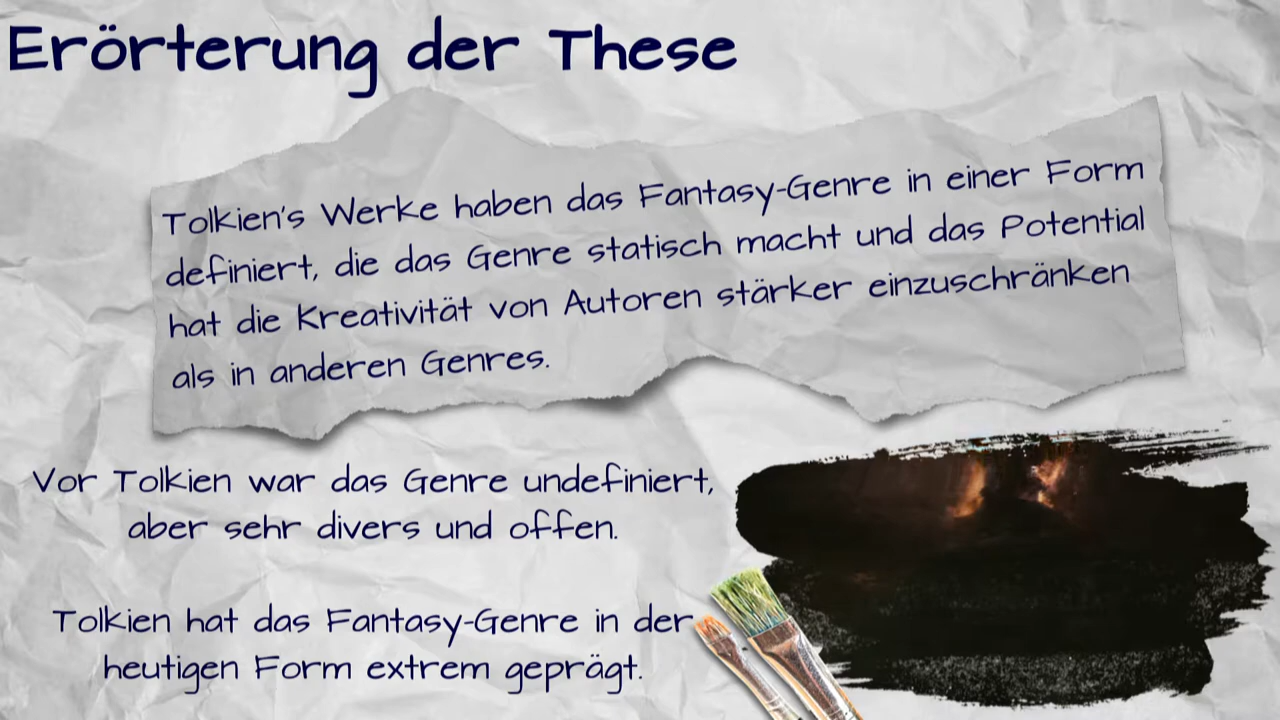 Erörterung der These
Tolkien's Werke haben das Fantasy-Genre in einer Form
definiert, die das Genre statisch macht und das Potential
hat die Kreativität von Autoren stärker einzuschränken
als in anderen Genres.
Vor Tolkien war das Genre undefiniert,
aber sehr divers und offen.
Tolkien hat das Fantasy-Genre in der
heutigen Form extrem geprägt.